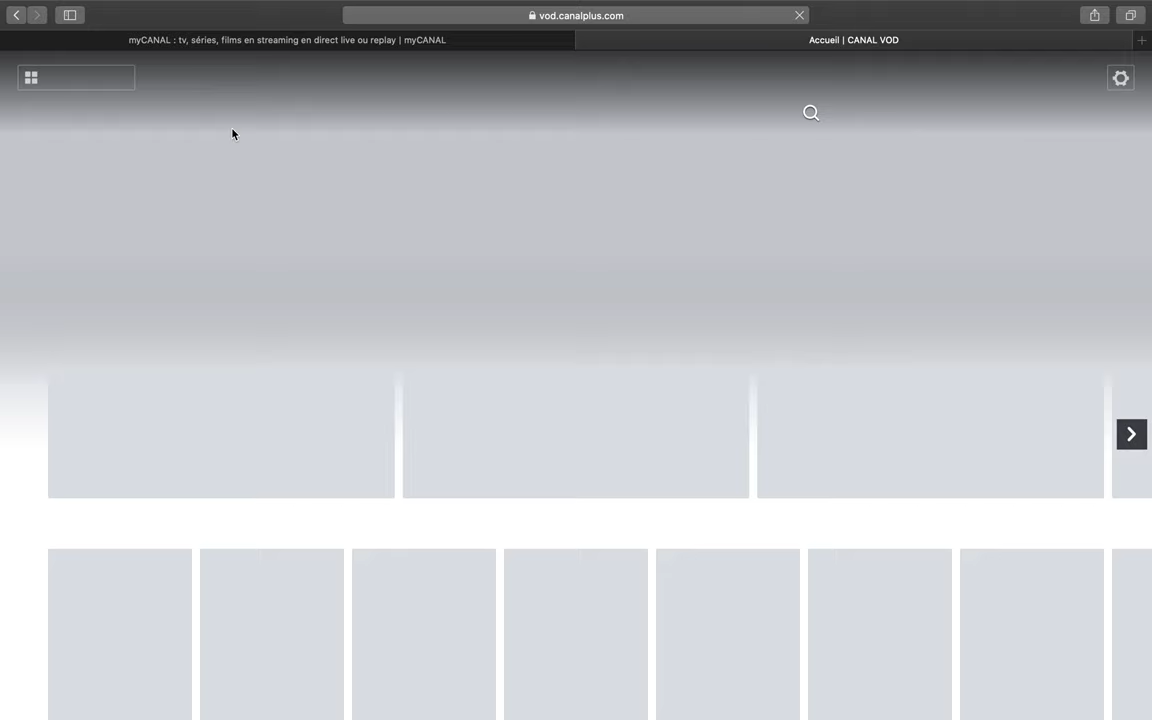 vod.canalplus.com
myCANAL : tv, séries, films en streaming en direct live ou replay | myCANAL
Accueil | CANAL VOD